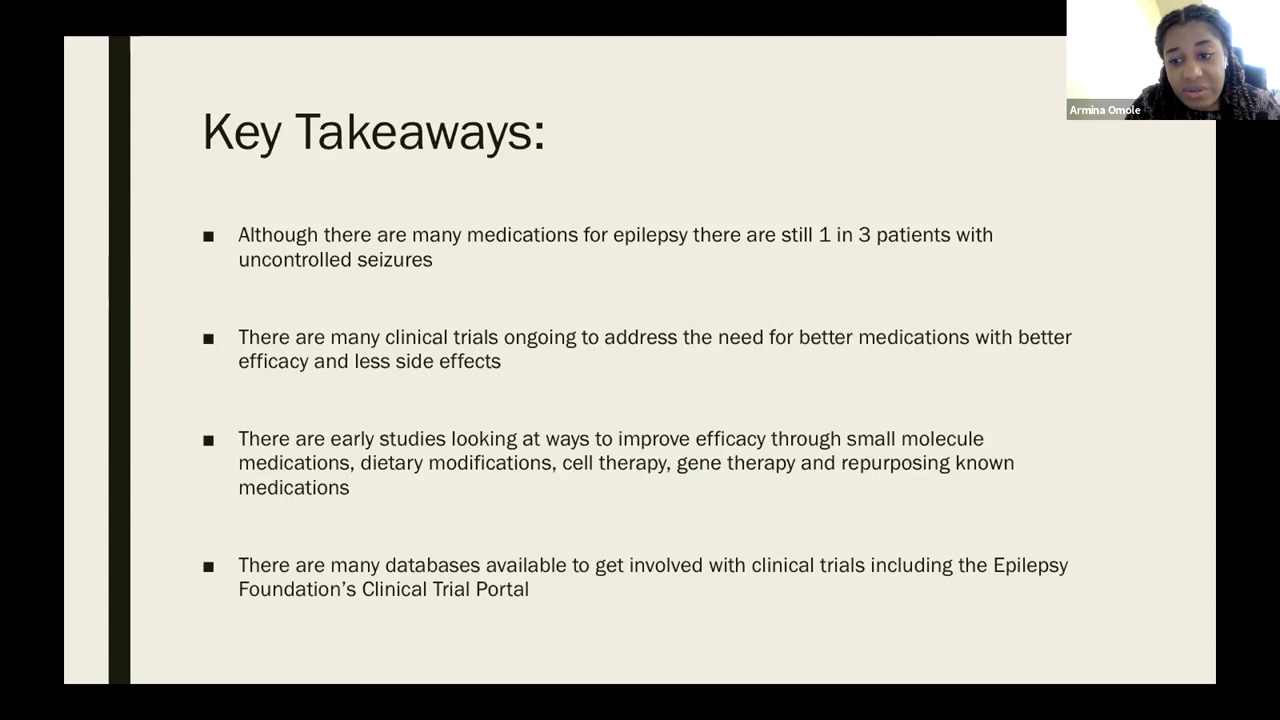 Armina Omole
Key Takeaways:
■ Although there are many medications for epilepsy there are still 1 in 3 patients with
uncontrolled seizures
■ There are many clinical trials ongoing to address the need for better medications with better
efficacy and less side effects
■ There are early studies looking at ways to improve efficacy through small molecule
medications, dietary modifications, cell therapy, gene therapy and repurposing known
medications
■ There are many databases available to get involved with clinical trials including the Epilepsy
Foundation’s Clinical Trial Portal